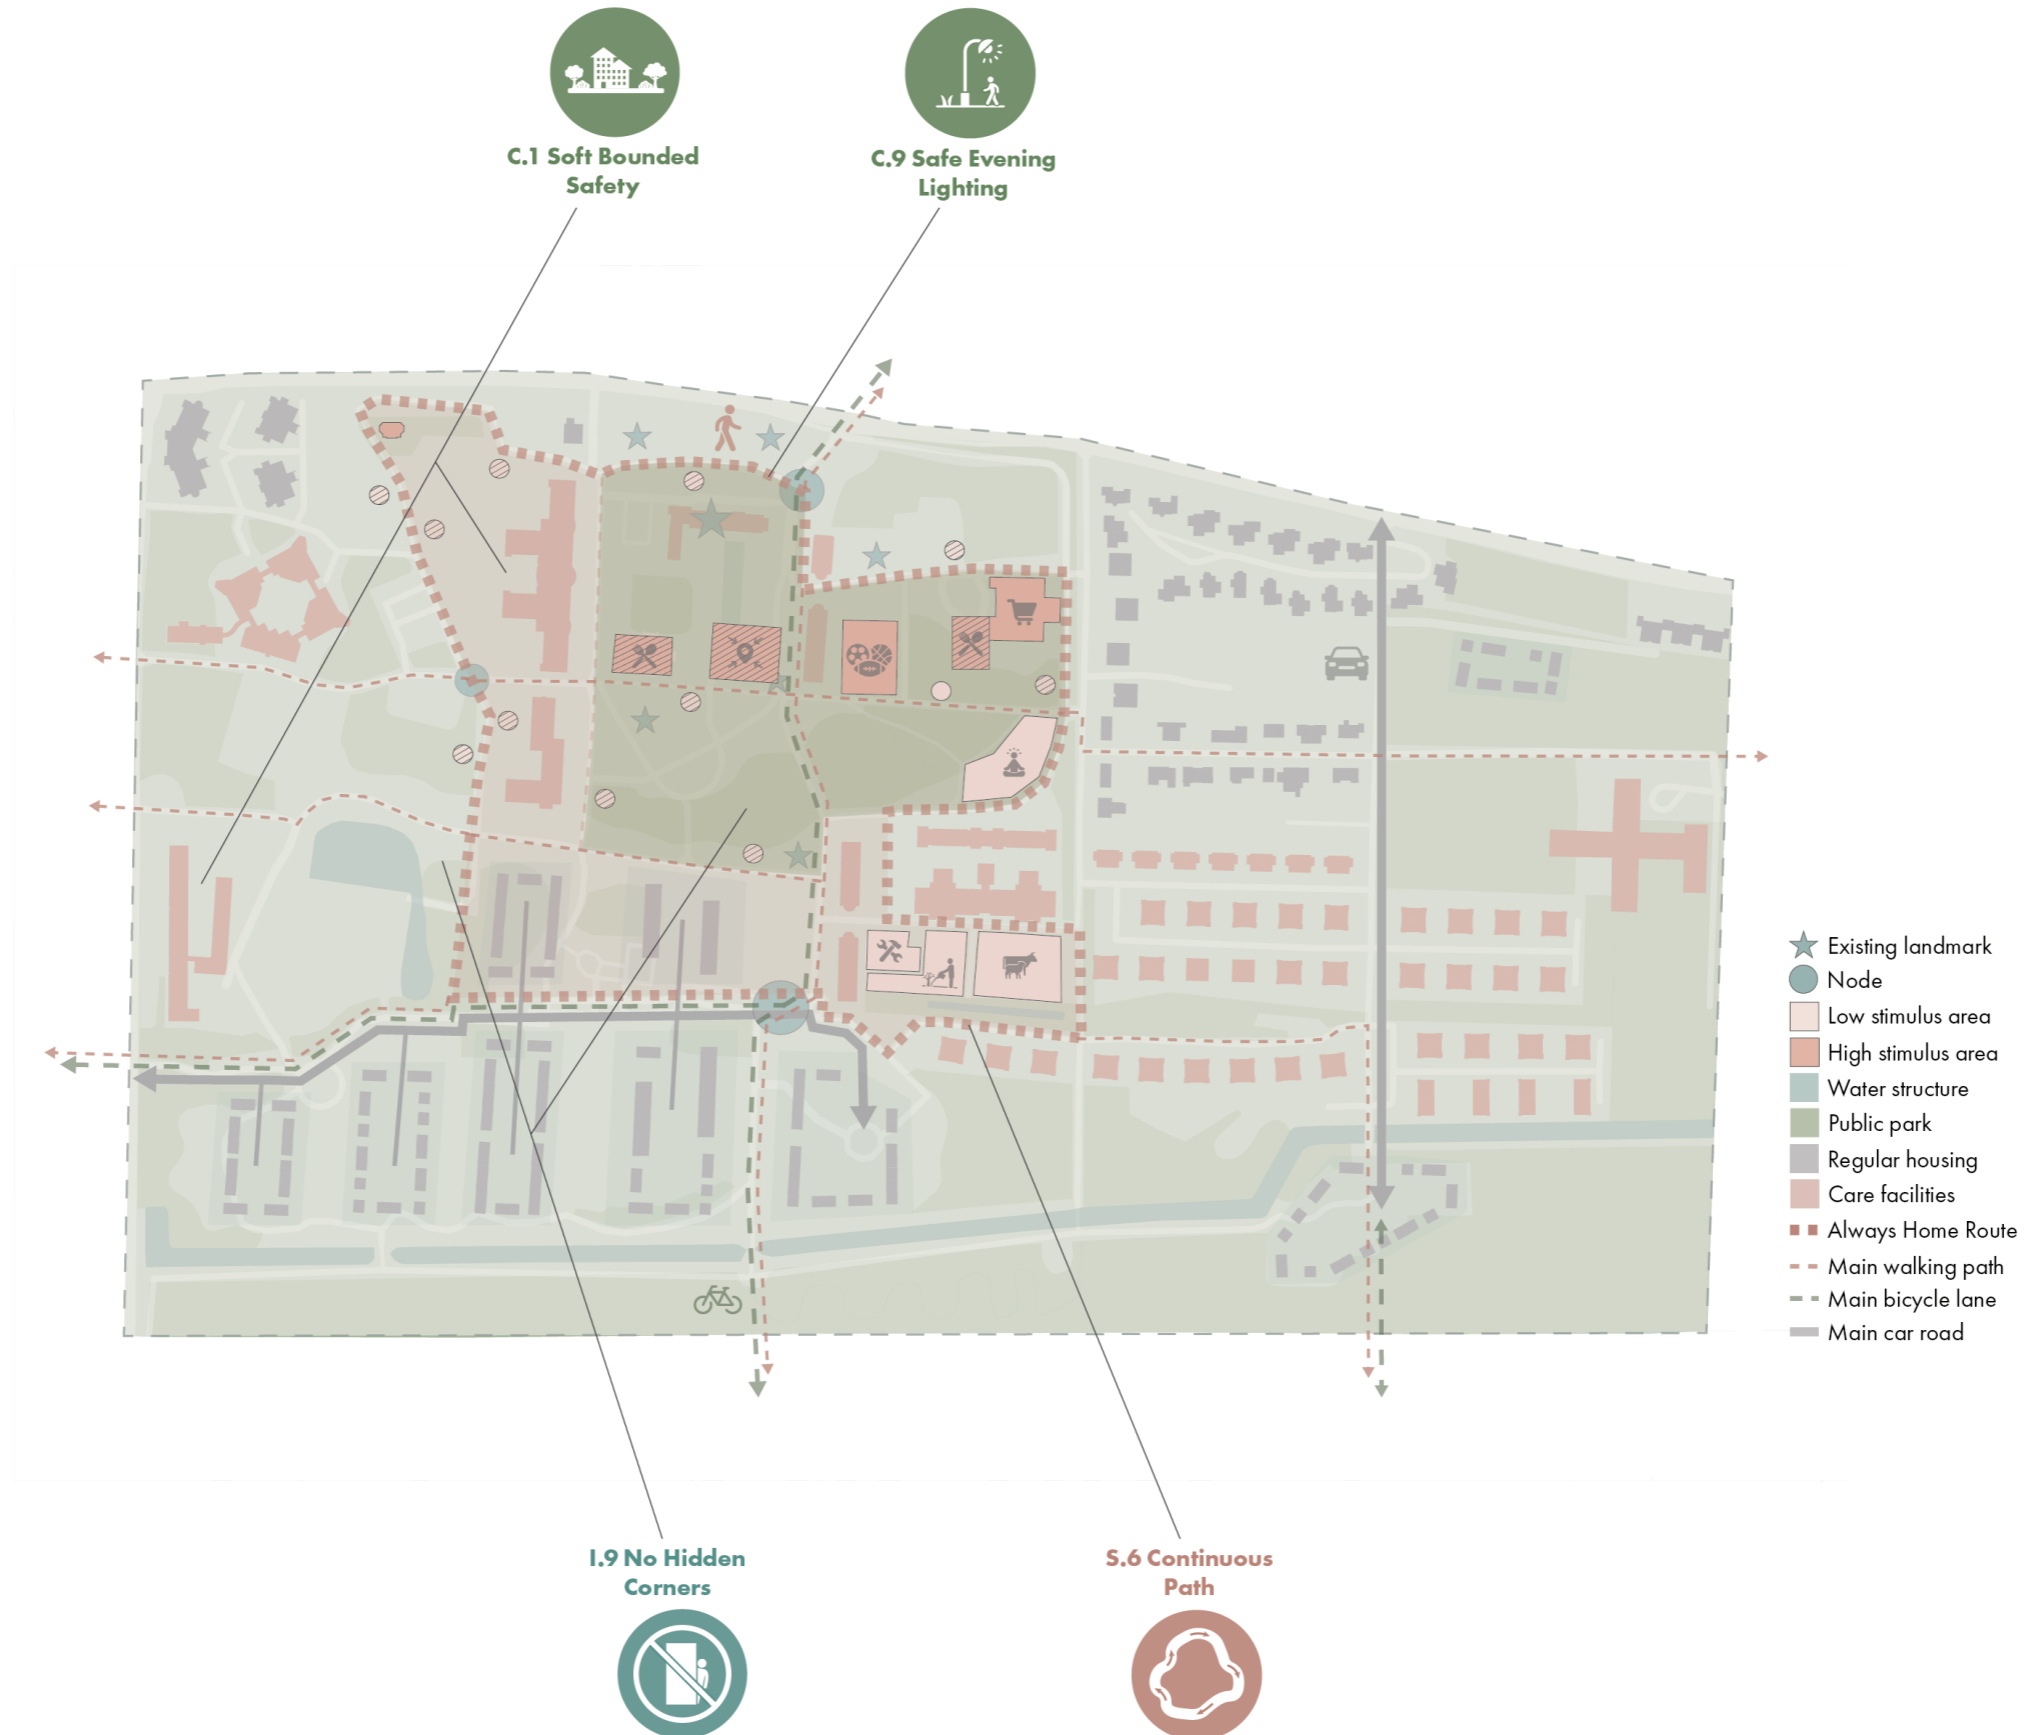 C.1 Soft Bounded
Safety
C.9 Safe Evening
Lighting
Existing landmark
Node
Low stimulus area
High stimulus area
Water structure
Public park
Regular housing
Care facilities
Always Home Route
Main walking path
Main bicycle lane
Main car road
I.9 No Hidden
Corners
S.6 Continuous
Path